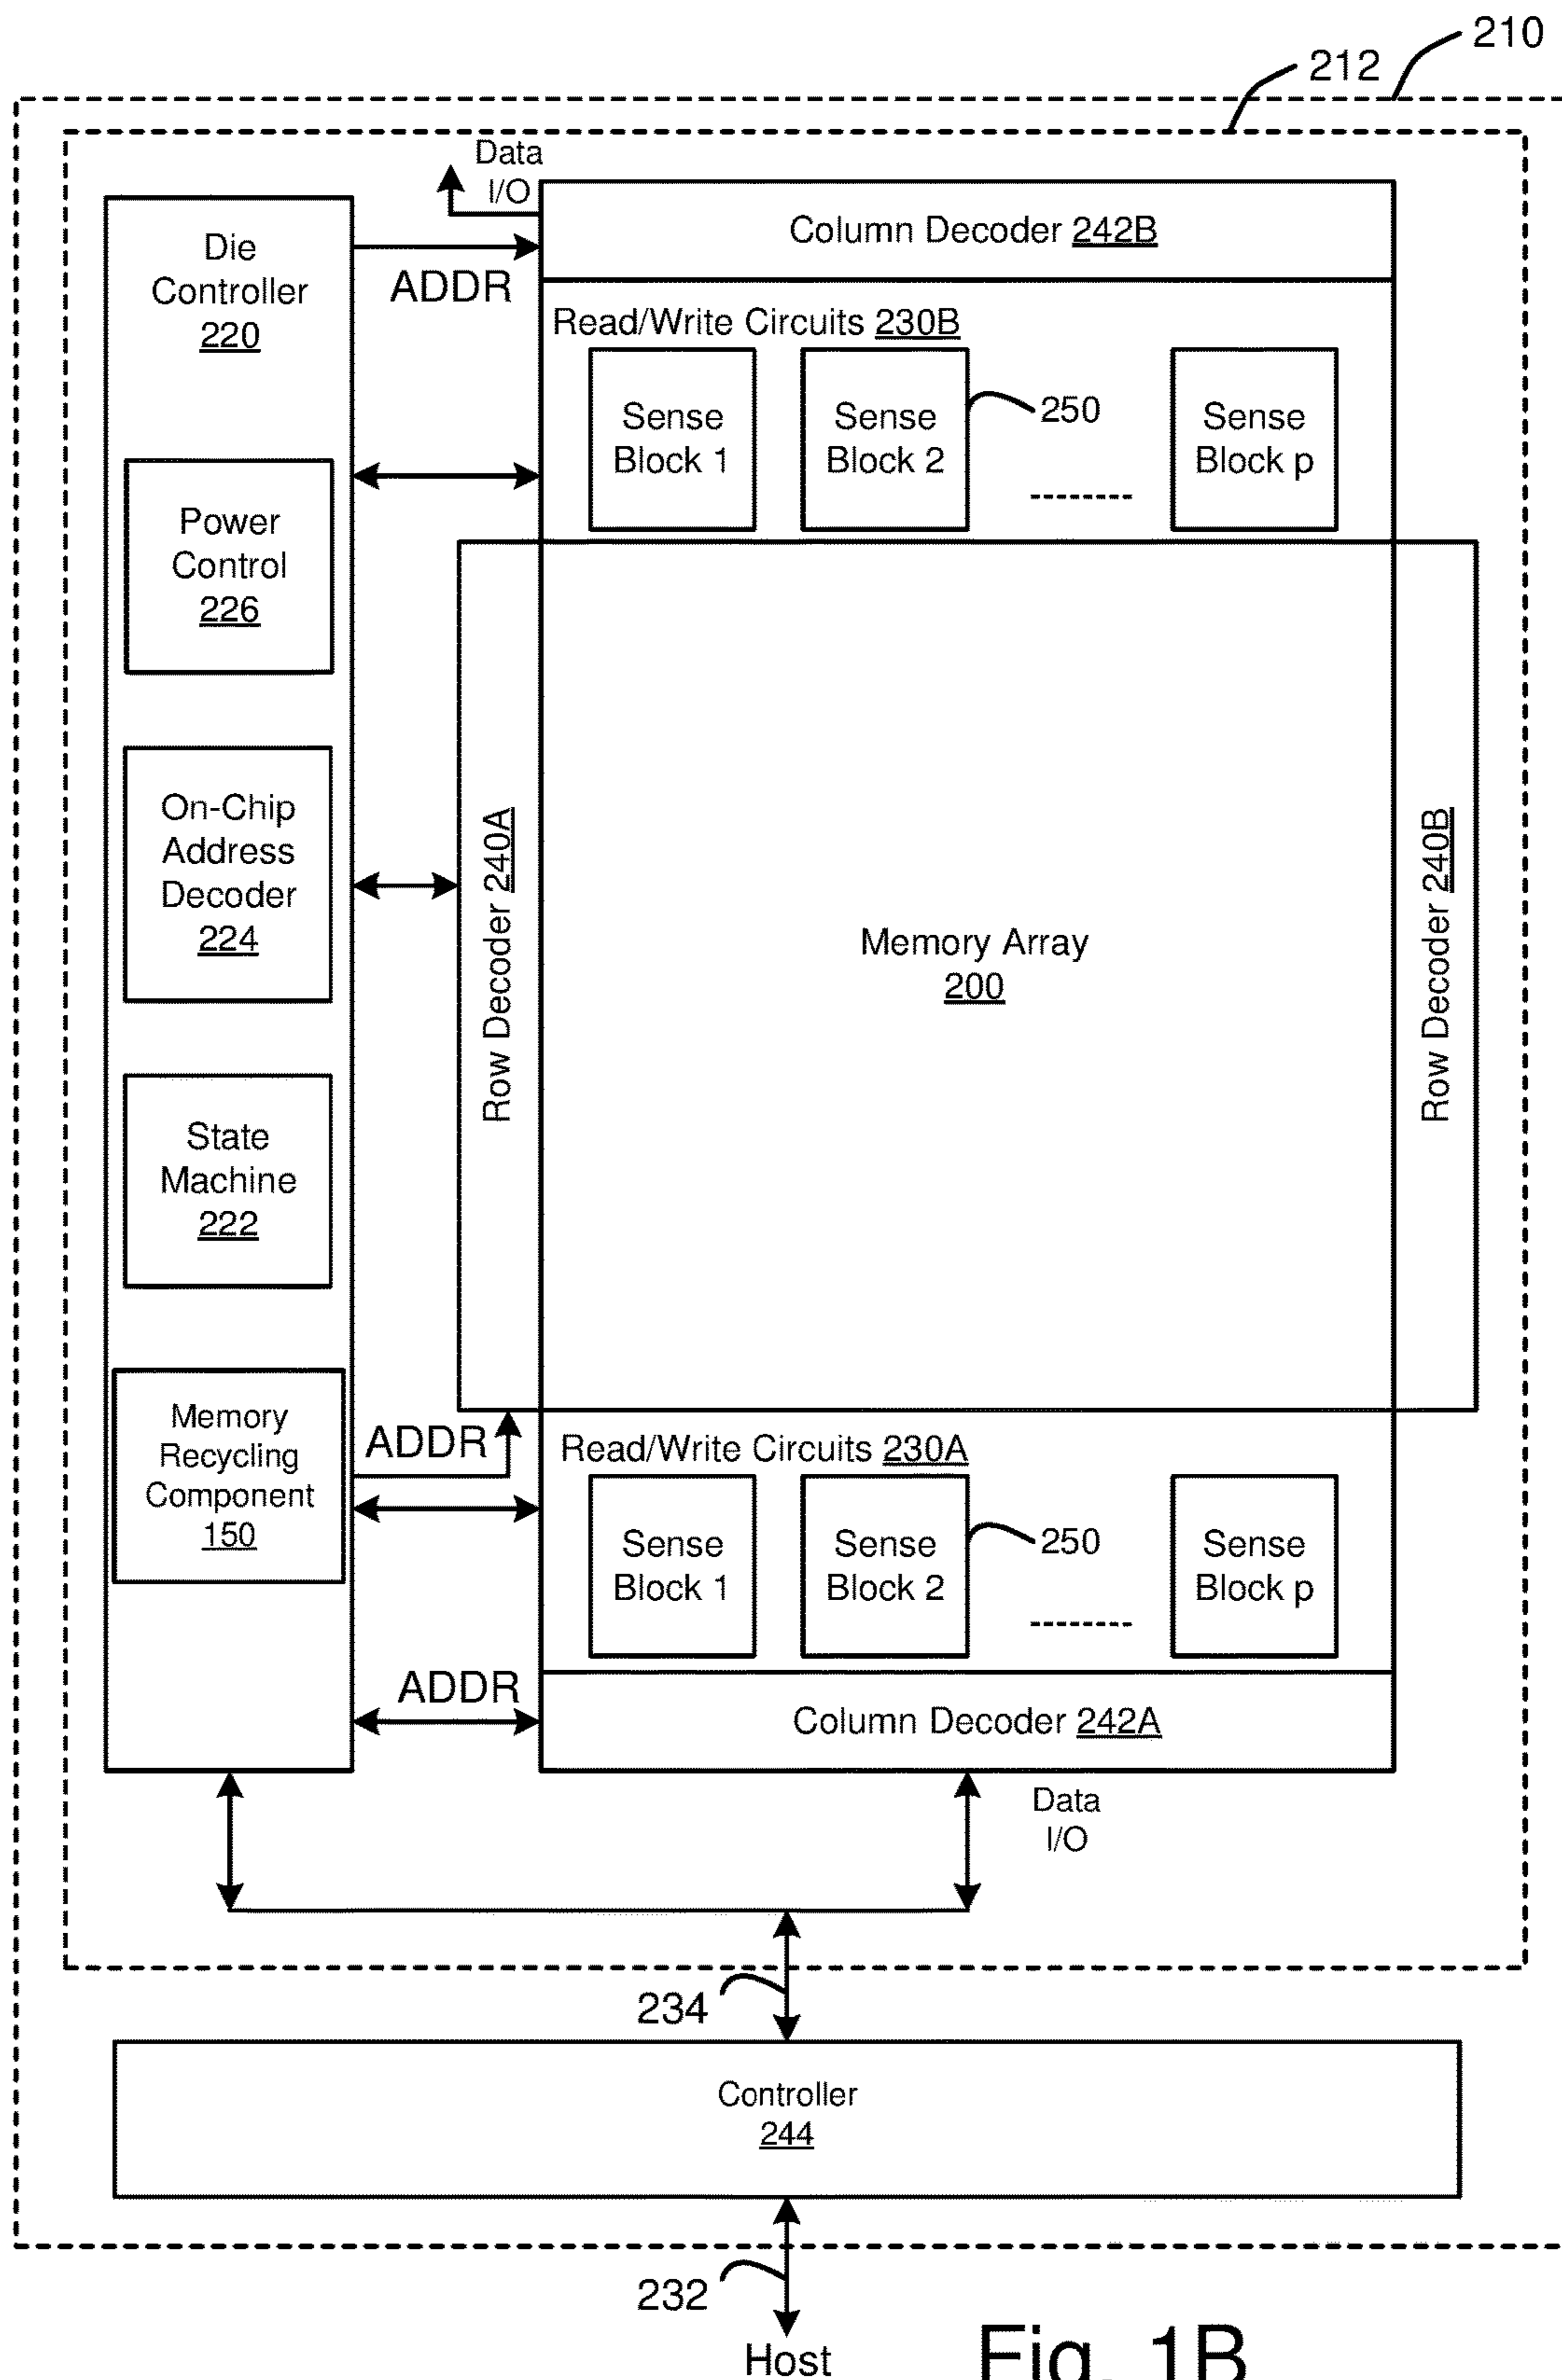 210
212
Data
I/O
Die
Controller
220
ADDR
Column Decoder 242B
Read/Write Circuits 230B
Sense
Block 1
Sense
Block 2
250
Sense
Block p
Power
Control
226
On-Chip
Address
Decoder
224
State
Machine
222
Memory
Recycling
Component
150
Row Decoder 240A
Memory Array
200
Row Decoder 240B
ADDR
Read/Write Circuits 230A
Sense
Block 1
Sense
Block 2
250
Sense
Block p
ADDR
Column Decoder 242A
Data
I/O
234
Controller
244
232
Host
Fig. 1B